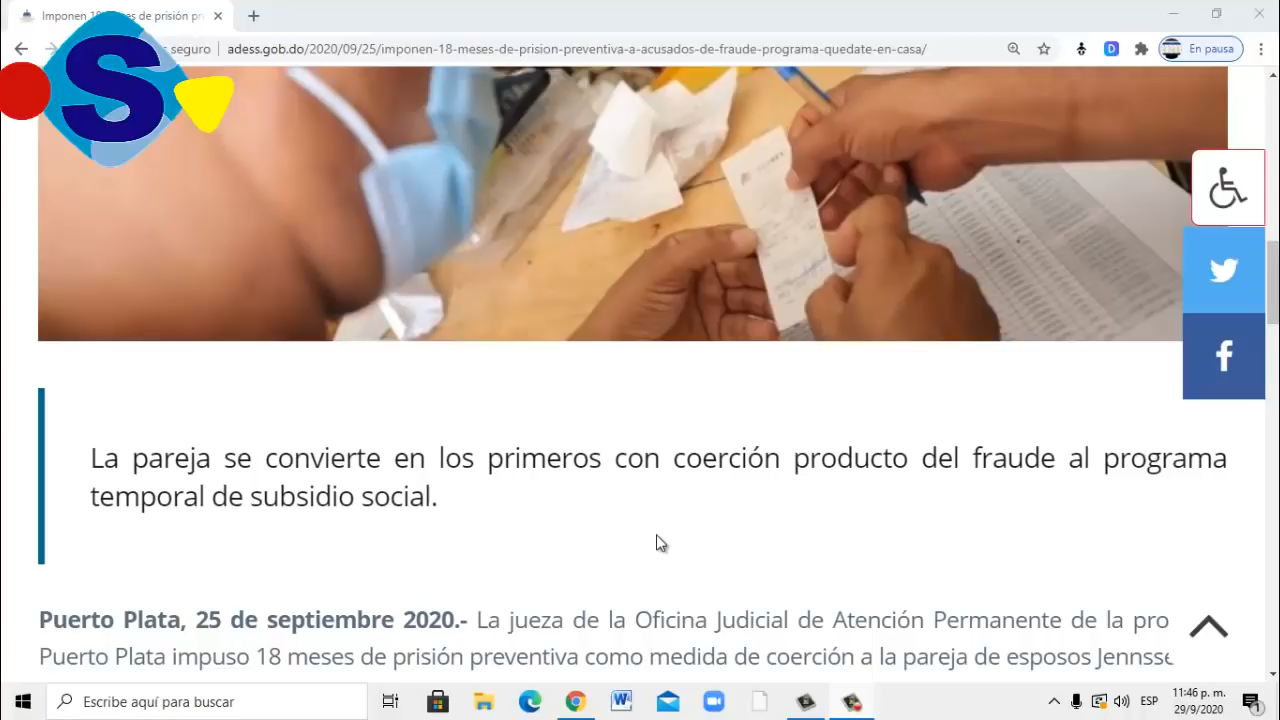 Imponen 18 meses de prisión pr
seguro
adess.gob.do/2020/09/25/imponen-18-meses-de-prision-preventiva-a-acusados-de-fraude-programa-quedate-en-casa/
En pausa
S
La pareja se convierte en los primeros con coerción producto del fraude al programa
temporal de subsidio social.
Puerto Plata, 25 de septiembre 2020.- La jueza de la Oficina Judicial de Atención Permanente de la pro
Puerto Plata impuso 18 meses de prisión preventiva como medida de coerción a la pareja de esposos Jennsse
Escribe aquí para buscar
ESP
11:46 p. m.
29/9/2020